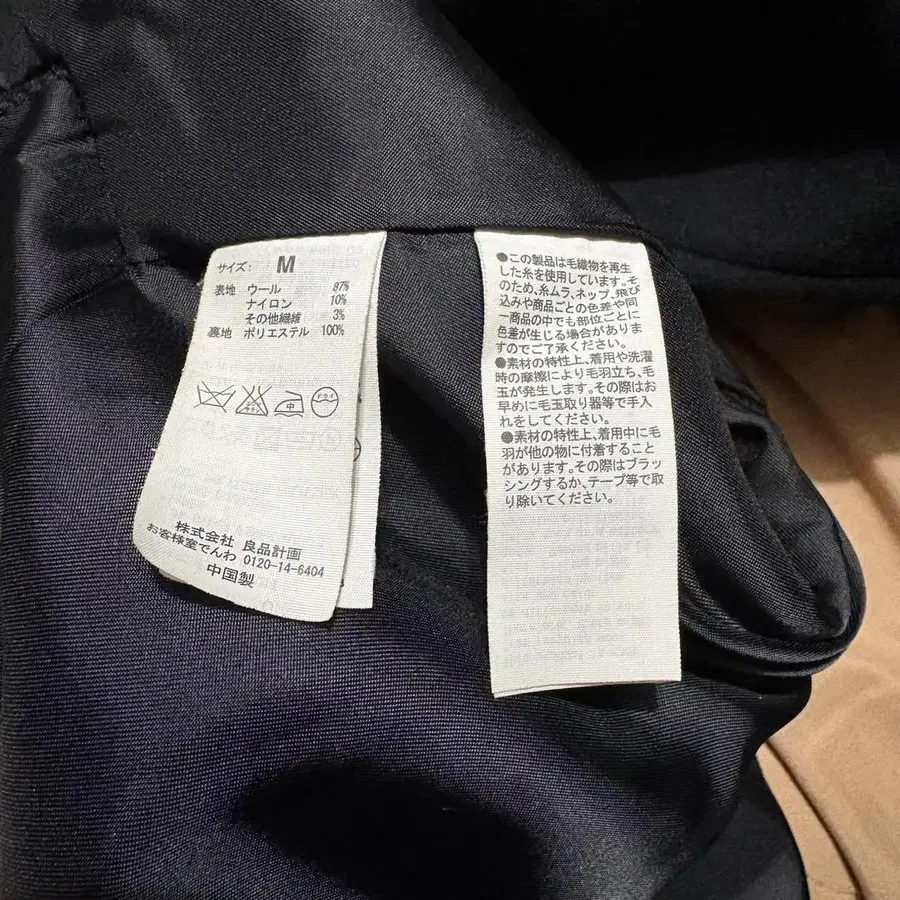 サイズ: M
表地 ウール 87%
ナイロン 10%
その他繊維 3%
裏地 ポリエステル 100%
エンソ
サラシ
中
ドライ
株式会社 良品計画
お客様室でんわ 0120-14-6404
中国製
●この製品は毛織物を再生
した糸を使用しています。そ
のため、糸ムラ、ネップ、飛び
込みや商品ごとの色差や同
一商品の中でも部位ごとに
色差が生じる場合がありま
すのでご了承ください。
●素材の特性上、着用や洗濯
時の摩擦により毛羽立ち、毛
玉が発生します。その際はお
早めに毛玉取り器等で手入
れをしてください。
●素材の特性上、着用中に毛
羽が他の物に付着すること
があります。その際はブラッ
シングするか、テープ等で取
り除いてください。